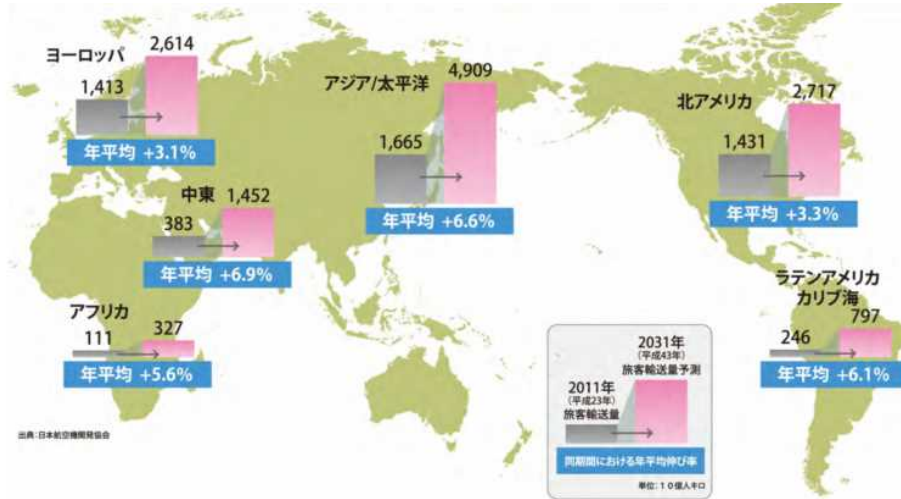 ヨーロッパ
1,413
2,614
年平均 +3.1%
アジア/太平洋
1,665
4,909
年平均 +6.6%
北アメリカ
1,431
2,717
年平均 +3.3%
中東
383
1,452
年平均 +6.9%
アフリカ
111
327
年平均 +5.6%
ラテンアメリカ
カリブ海
246
797
年平均 +6.1%
2031年
(平成43年)
旅客輸送量予測
2011年
(平成23年)
旅客輸送量
同期間における年平均伸び率
単位:10億人キロ
出典:日本航空機開発協会